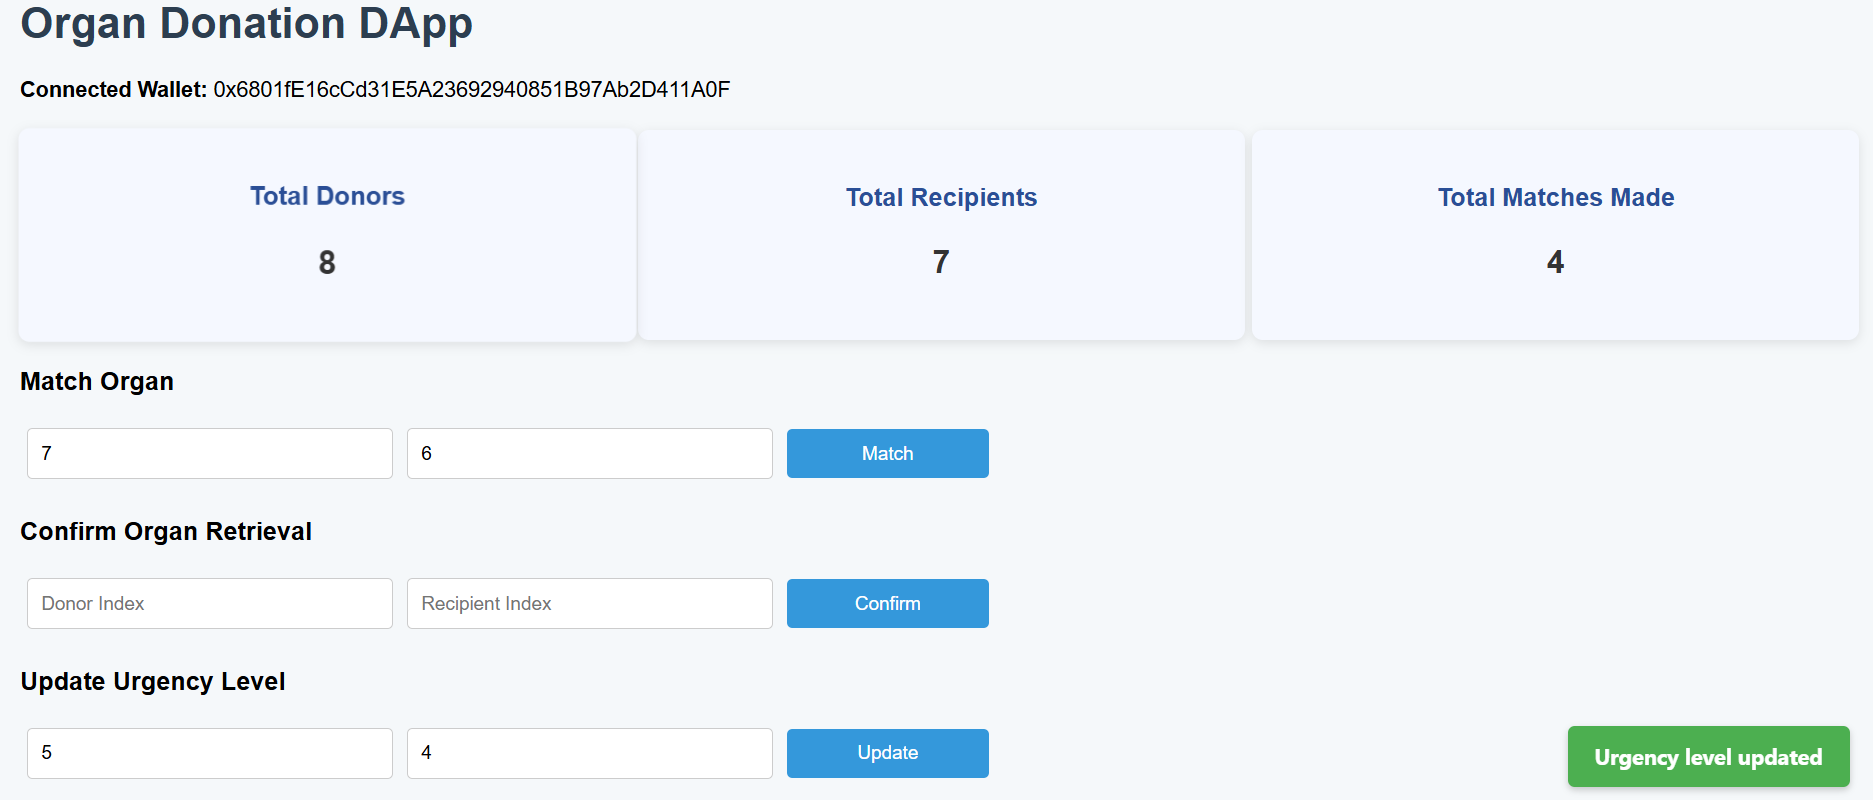 Organ Donation DApp
Connected Wallet: 0x6801fE16cCd31E5A23692940851B97Ab2D411A0F
Total Donors
8
Total Recipients
7
Total Matches Made
4
Match Organ
7 6 Match
Confirm Organ Retrieval
Donor Index Recipient Index Confirm
Update Urgency Level
5 4 Update
Urgency level updated